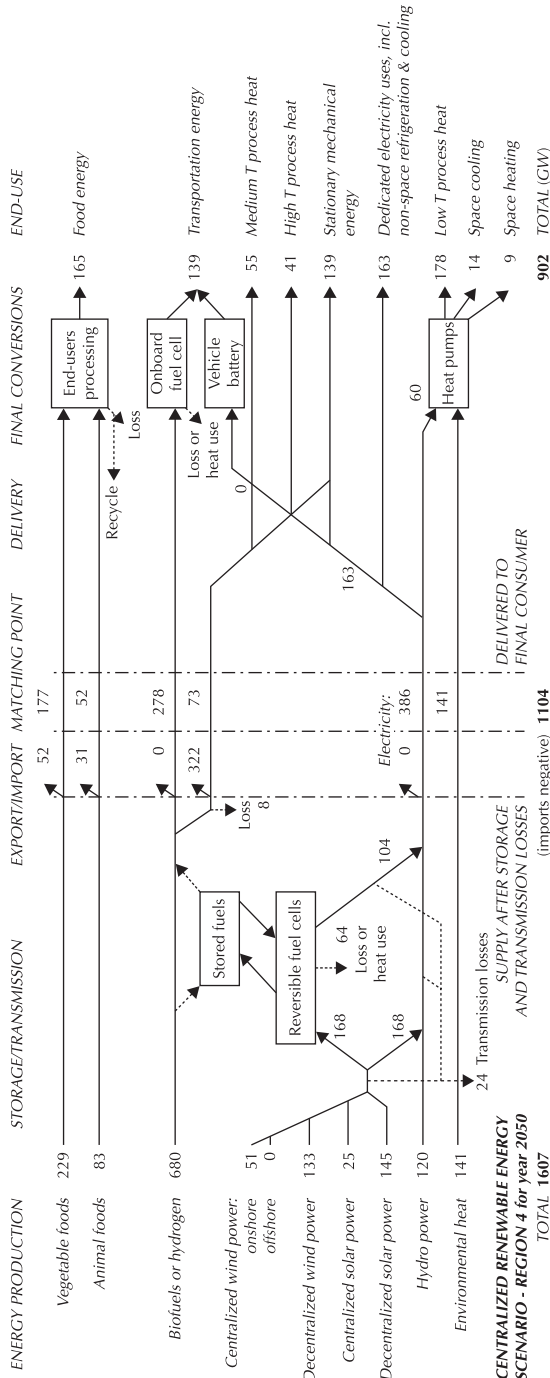 ENERGY PRODUCTION
STORAGE/TRANSMISSION
EXPORT/IMPORT
MATCHING POINT
DELIVERY
FINAL CONVERSIONS
END-USE
Vegetable foods 229
52
177
End-users
processing
165 Food energy
Animal foods 83
31
52
Recycle
Loss
Biofuels or hydrogen 680
0
278
Onboard
fuel cell
139 Transportation energy
Stored fuels
322
73
Loss or
heat use
Vehicle
battery
Centralized wind power:
onshore 51
offshore 0
Loss
8
0
55 Medium T process heat
Decentralized wind power 133
Reversible fuel cells
41 High T process heat
Centralized solar power 25
168
64
Loss or
heat use
163
139 Stationary mechanical
energy
Decentralized solar power 145
168
104
Electricity:
163 Dedicated electricity uses, incl.
non-space refrigeration & cooling
Hydro power 120
0
386
60
Heat pumps
178 Low T process heat
Environmental heat 141
141
14 Space cooling
24 Transmission losses
9 Space heating
CENTRALIZED RENEWABLE ENERGY
SCENARIO - REGION 4 for year 2050
SUPPLY AFTER STORAGE
AND TRANSMISSION LOSSES
DELIVERED TO
FINAL CONSUMER
TOTAL 1607
(imports negative) 1104
902 TOTAL (GW)